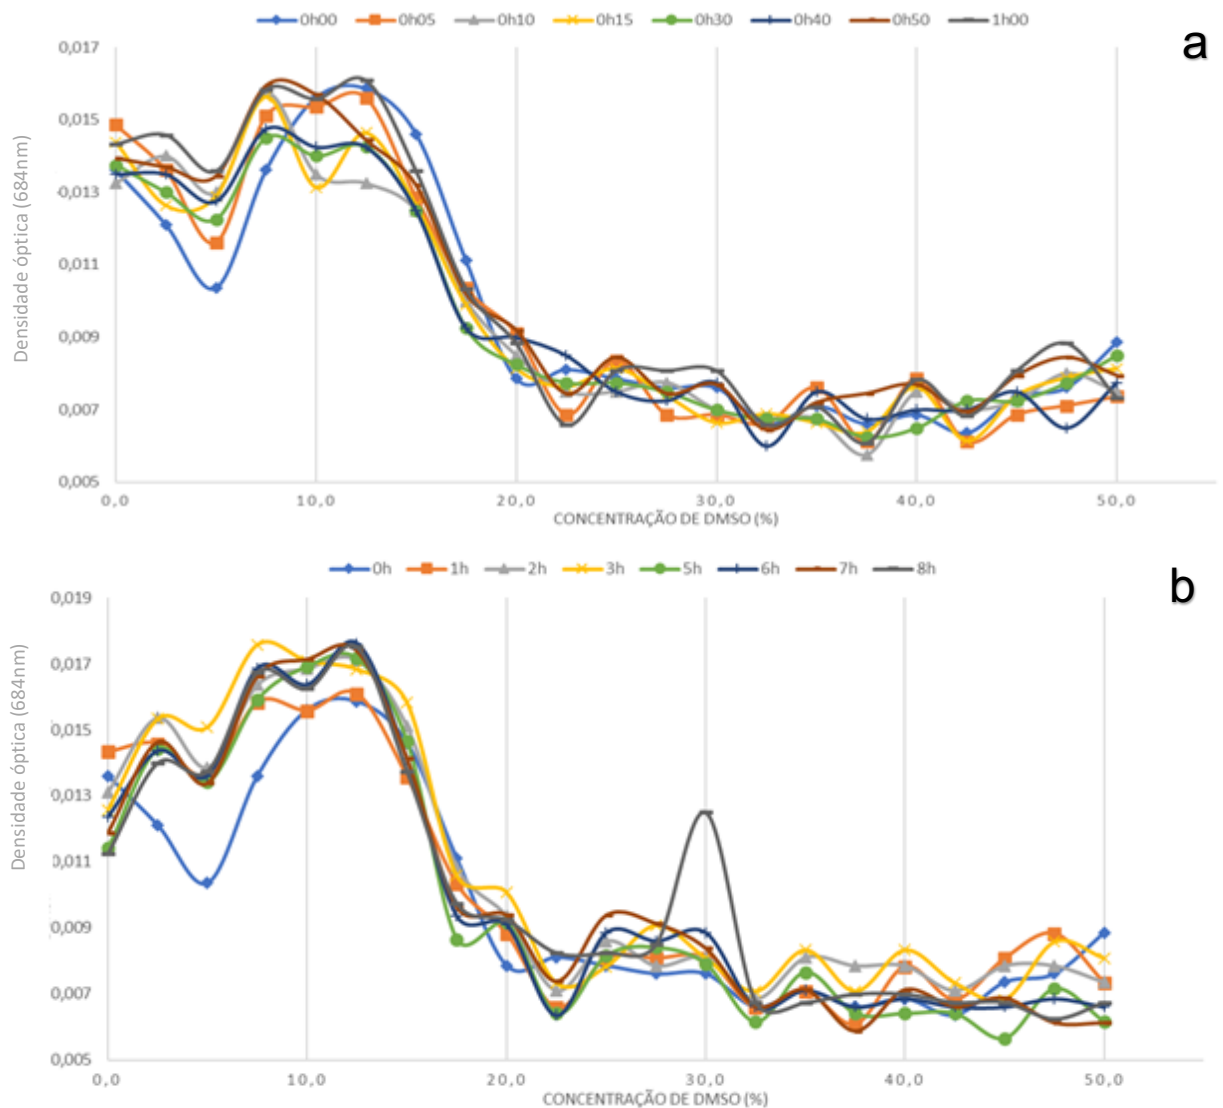 0h00 0h05 0h10 0h15 0h30 0h40 0h50 1h00
a
Densidade óptica (684nm)
0,017
0,015
0,013
0,011
0,009
0,007
0,005
0,0 10,0 20,0 30,0 40,0 50,0
CONCENTRAÇÃO DE DMSO (%)
0h 1h 2h 3h 5h 6h 7h 8h
b
Densidade óptica (684nm)
0,019
0,017
0,015
0,013
0,011
0,009
0,007
0,005
0,0 10,0 20,0 30,0 40,0 50,0
CONCENTRAÇÃO DE DMSO (%)